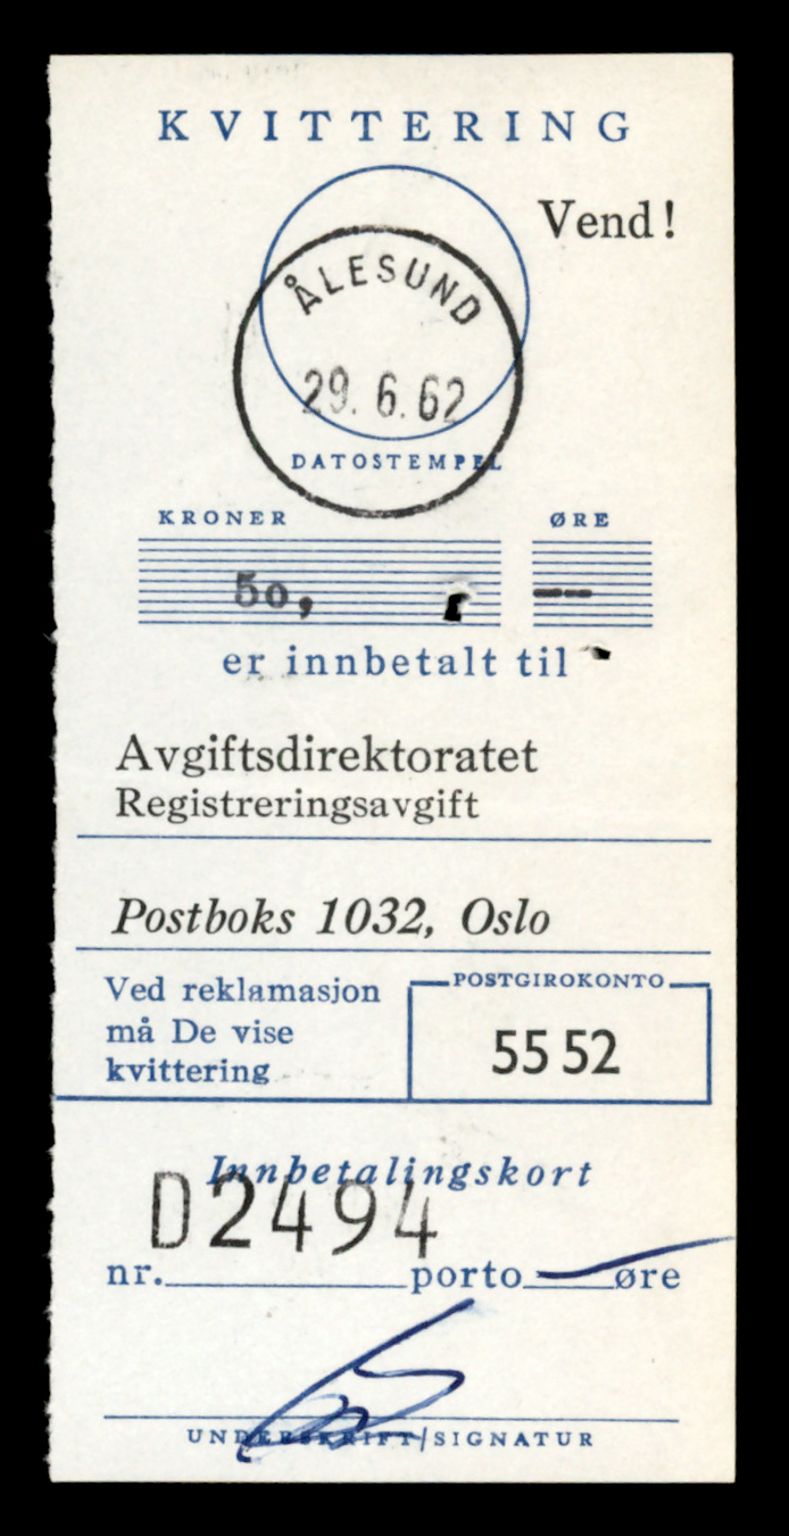 KVITTERING
Vend!
ÅLESUND
29.6.62
DATOSTEMPEL
KRONER ØRE
50, --
er innbetalt til
Avgiftsdirektoratet
Registreringsavgift
Postboks 1032, Oslo
Ved reklamasjon
må De vise
kvittering
POSTGIROKONTO
55 52
Innbetalingskort
D2494
nr. porto øre
UNDERSKRIFT/SIGNATUR